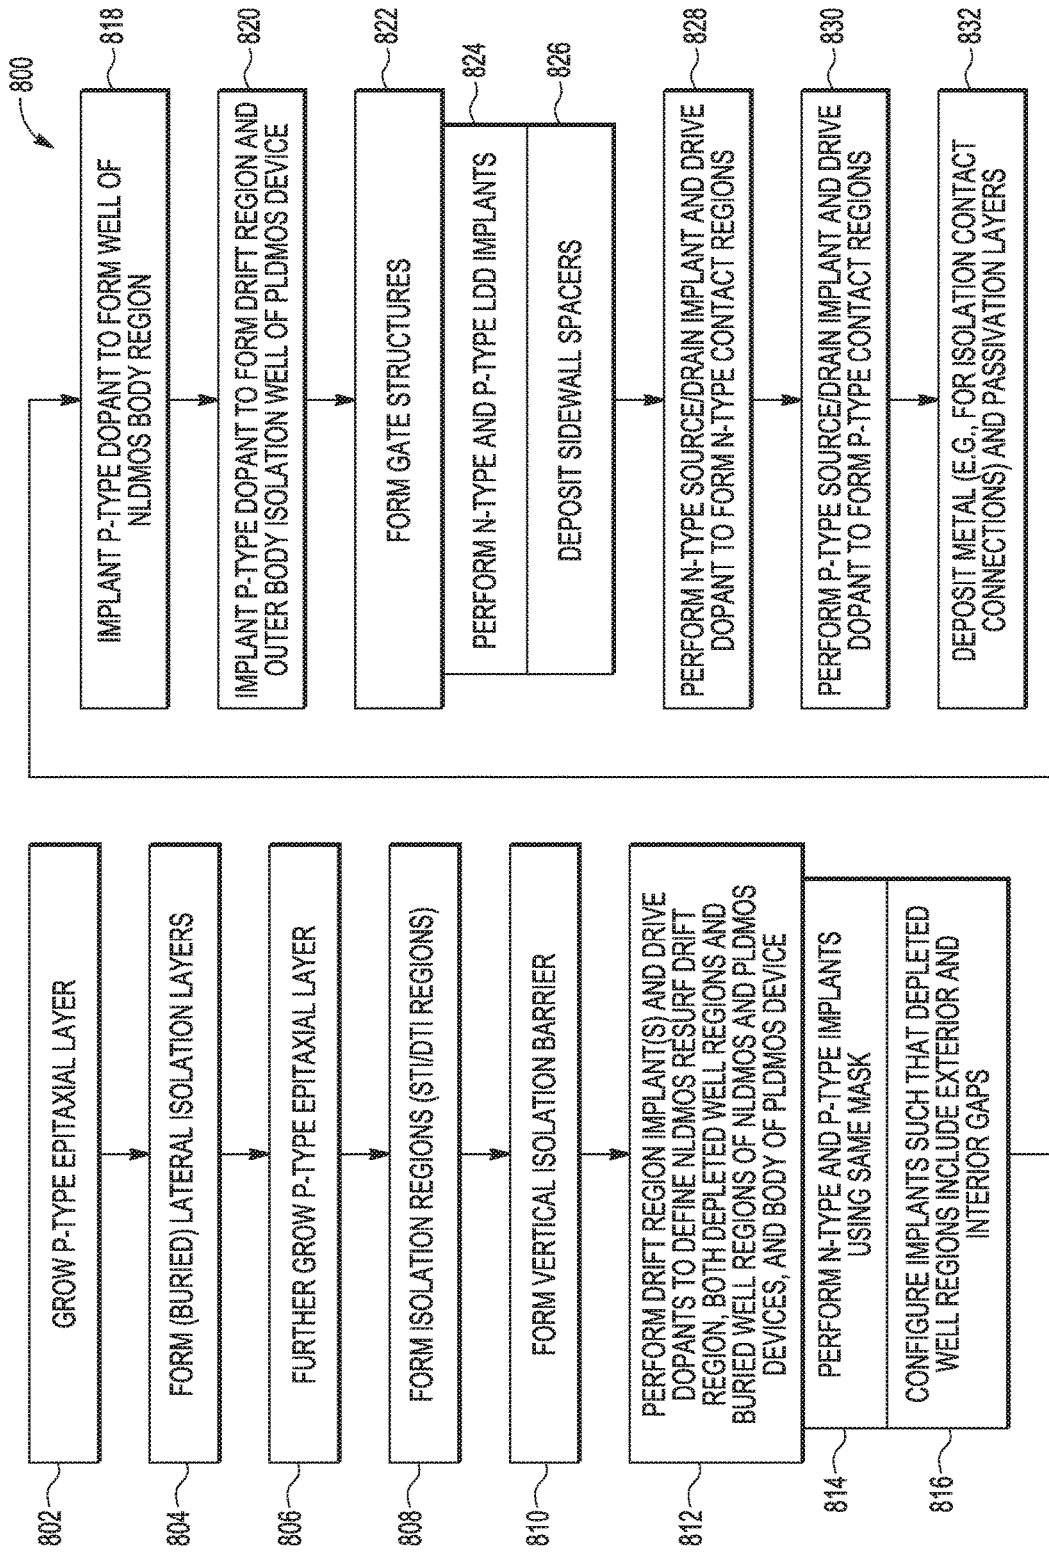 800
802
GROW P-TYPE EPITAXIAL LAYER
804
FORM (BURIED) LATERAL ISOLATION LAYERS
806
FURTHER GROW P-TYPE EPITAXIAL LAYER
808
FORM ISOLATION REGIONS (STI/DTI REGIONS)
810
FORM VERTICAL ISOLATION BARRIER
812
PERFORM DRIFT REGION IMPLANT(S) AND DRIVE
DOPANTS TO DEFINE NLDMOS RESURF DRIFT
REGION, BOTH DEPLETED WELL REGIONS AND
BURIED WELL REGIONS OF NLDMOS AND PLDMOS
DEVICES, AND BODY OF PLDMOS DEVICE
814
PERFORM N-TYPE AND P-TYPE IMPLANTS
USING SAME MASK
816
CONFIGURE IMPLANTS SUCH THAT DEPLETED
WELL REGIONS INCLUDE EXTERIOR AND
INTERIOR GAPS
818
IMPLANT P-TYPE DOPANT TO FORM WELL OF
NLDMOS BODY REGION
820
IMPLANT P-TYPE DOPANT TO FORM DRIFT REGION AND
OUTER BODY ISOLATION WELL OF PLDMOS DEVICE
822
FORM GATE STRUCTURES
824
PERFORM N-TYPE AND P-TYPE LDD IMPLANTS
826
DEPOSIT SIDEWALL SPACERS
828
PERFORM N-TYPE SOURCE/DRAIN IMPLANT AND DRIVE
DOPANT TO FORM N-TYPE CONTACT REGIONS
830
PERFORM P-TYPE SOURCE/DRAIN IMPLANT AND DRIVE
DOPANT TO FORM P-TYPE CONTACT REGIONS
832
DEPOSIT METAL (E.G., FOR ISOLATION CONTACT
CONNECTIONS) AND PASSIVATION LAYERS